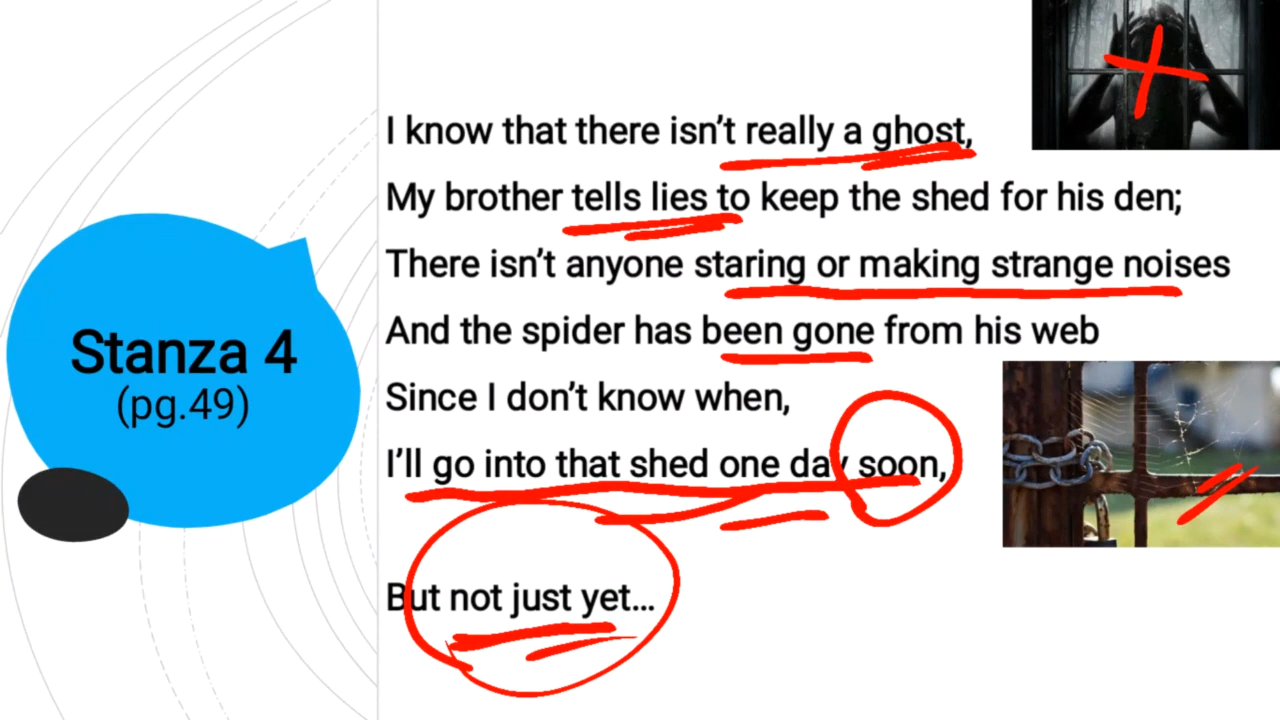 Stanza 4
(pg.49)
I know that there isn't really a ghost,
My brother tells lies to keep the shed for his den;
There isn't anyone staring or making strange noises
And the spider has been gone from his web
Since I don't know when,
I'll go into that shed one day soon,
But not just yet...